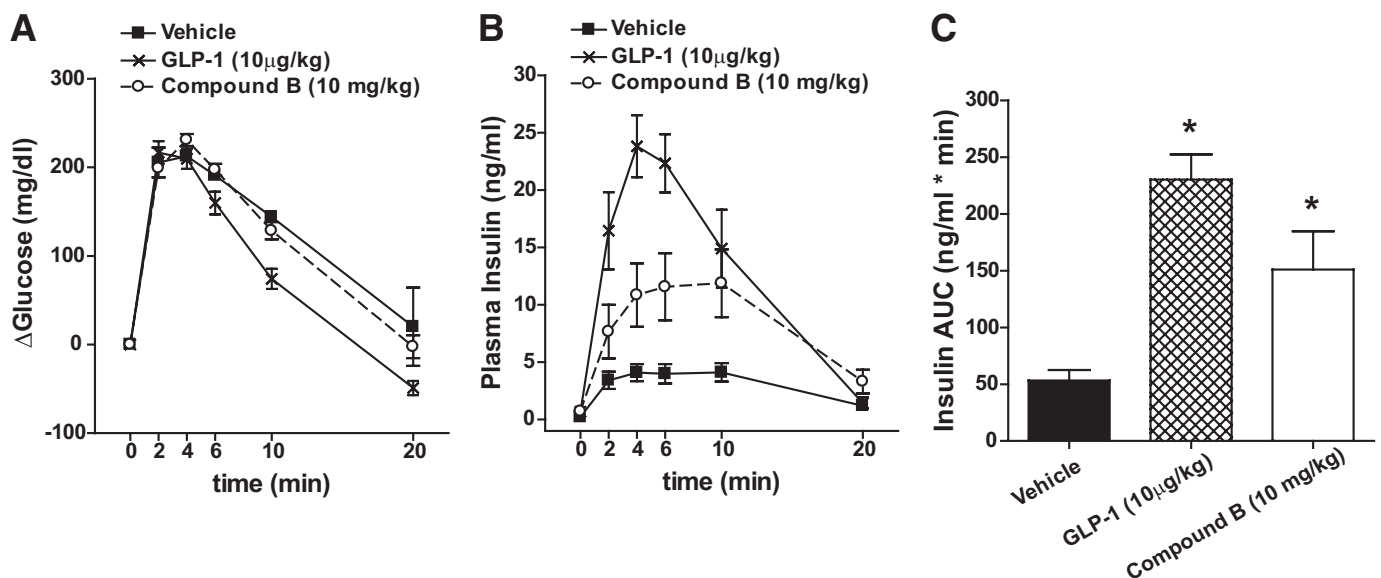 A
Vehicle
GLP-1 (10μg/kg)
Compound B (10 mg/kg)
300
200
100
0
-100
ΔGlucose (mg/dl)
0 2 4 6 10 20
time (min)
B
Vehicle
GLP-1 (10μg/kg)
Compound B (10 mg/kg)
30
25
20
15
10
5
0
Plasma Insulin (ng/ml)
0 2 4 6 10 20
time (min)
C
300
250
200
150
100
50
0
Insulin AUC (ng/ml * min)
*
*
Vehicle
GLP-1 (10μg/kg)
Compound B (10 mg/kg)